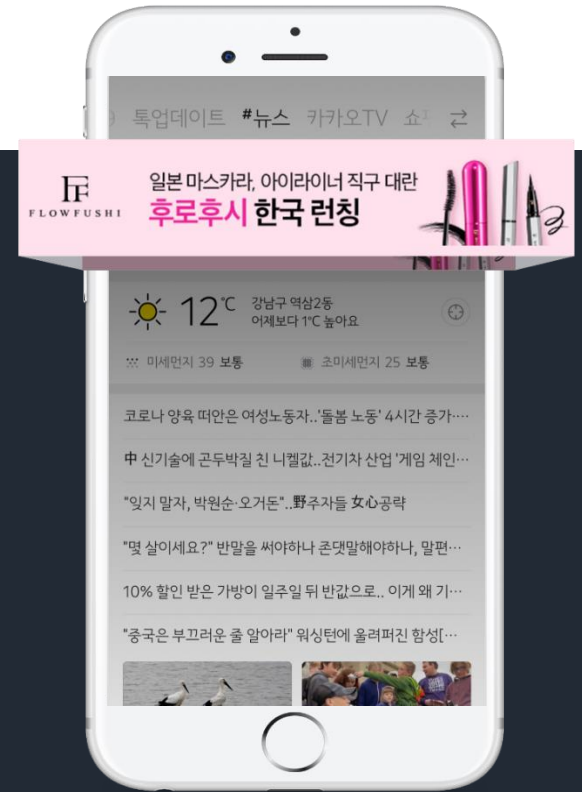 톡업데이트 #뉴스 카카오TV 쇼
FLOWFUSHI
일본 마스카라, 아이라이너 직구 대란
후로후시 한국 런칭
12℃
강남구 역삼2동
어제보다 1℃ 높아요
미세먼지 39 보통 초미세먼지 25 보통
코로나 양육 떠안은 여성노동자..'돌봄 노동' 4시간 증가…
中 신기술에 곤두박질 친 니켈값..전기차 산업 '게임 체인…
"잊지 말자, 박원순·오거돈"..野주자들 女心공략
"몇 살이세요?" 반말을 써야하나 존댓말해야하나, 말편…
10% 할인 받은 가방이 일주일 뒤 반값으로.. 이게 왜 기…
"중국은 부끄러운 줄 알아라" 워싱턴에 울려퍼진 함성[…